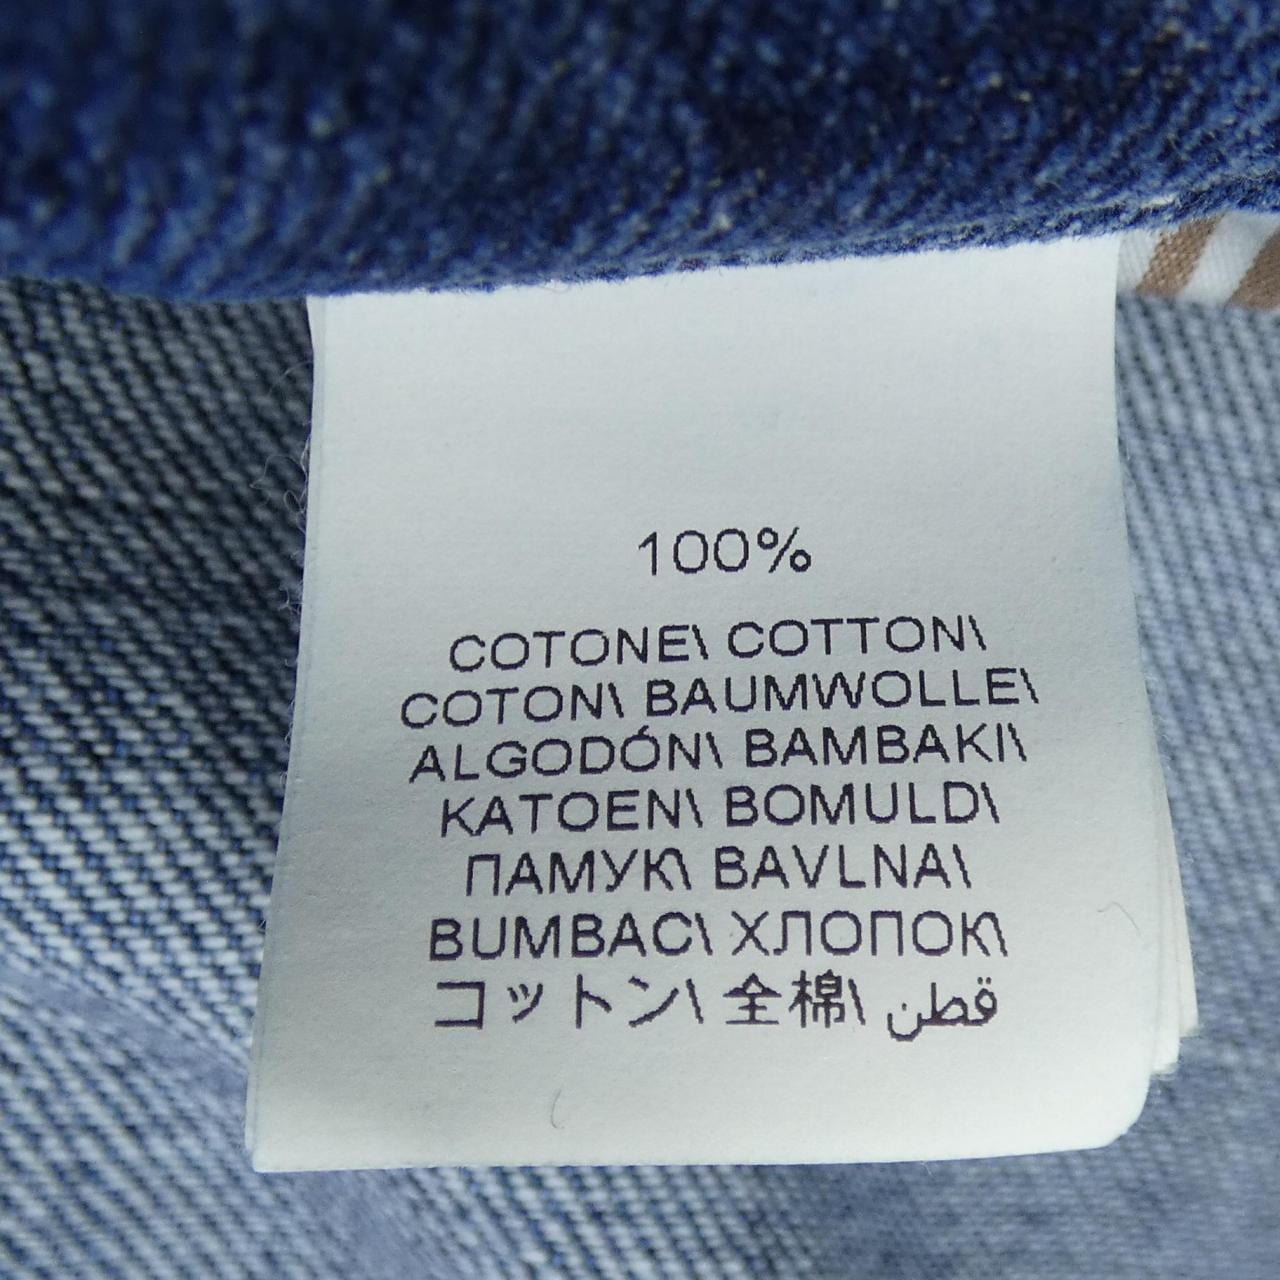 100%
COTONE\ COTTON\
COTON\ BAUMWOLLE\
ALGODÓN\ BAMBAKI\
KATOEN\ BOMULD\
ПАМУК\ BAVLNA\
BUMBAC\ ХЛОПОК\
コットン\ 全棉\ قطن